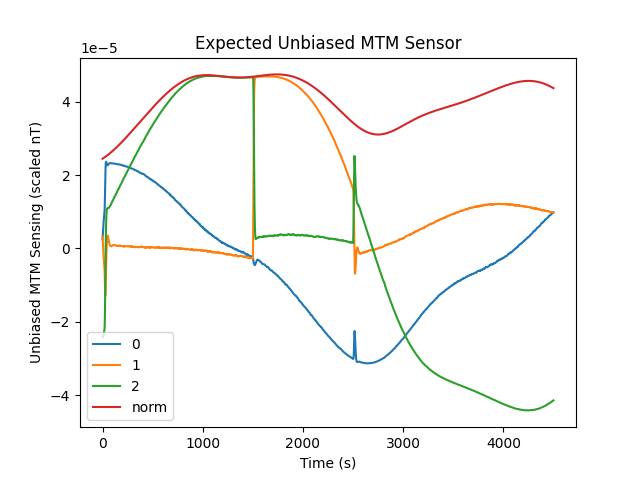 Expected Unbiased MTM Sensor
1e−5
Unbiased MTM Sensing (scaled nT)
4
2
0
−2
−4
0
1
2
norm
0 1000 2000 3000 4000
Time (s)